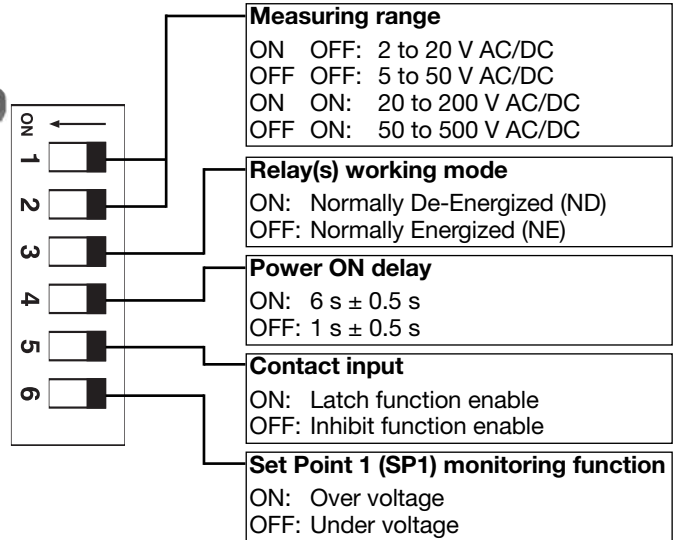 Measuring range
ON OFF: 2 to 20 V AC/DC
OFF OFF: 5 to 50 V AC/DC
ON ON: 20 to 200 V AC/DC
OFF ON: 50 to 500 V AC/DC
ON
1
2
3
4
5
6
Relay(s) working mode
ON: Normally De-Energized (ND)
OFF: Normally Energized (NE)
Power ON delay
ON: 6 s ± 0.5 s
OFF: 1 s ± 0.5 s
Contact input
ON: Latch function enable
OFF: Inhibit function enable
Set Point 1 (SP1) monitoring function
ON: Over voltage
OFF: Under voltage